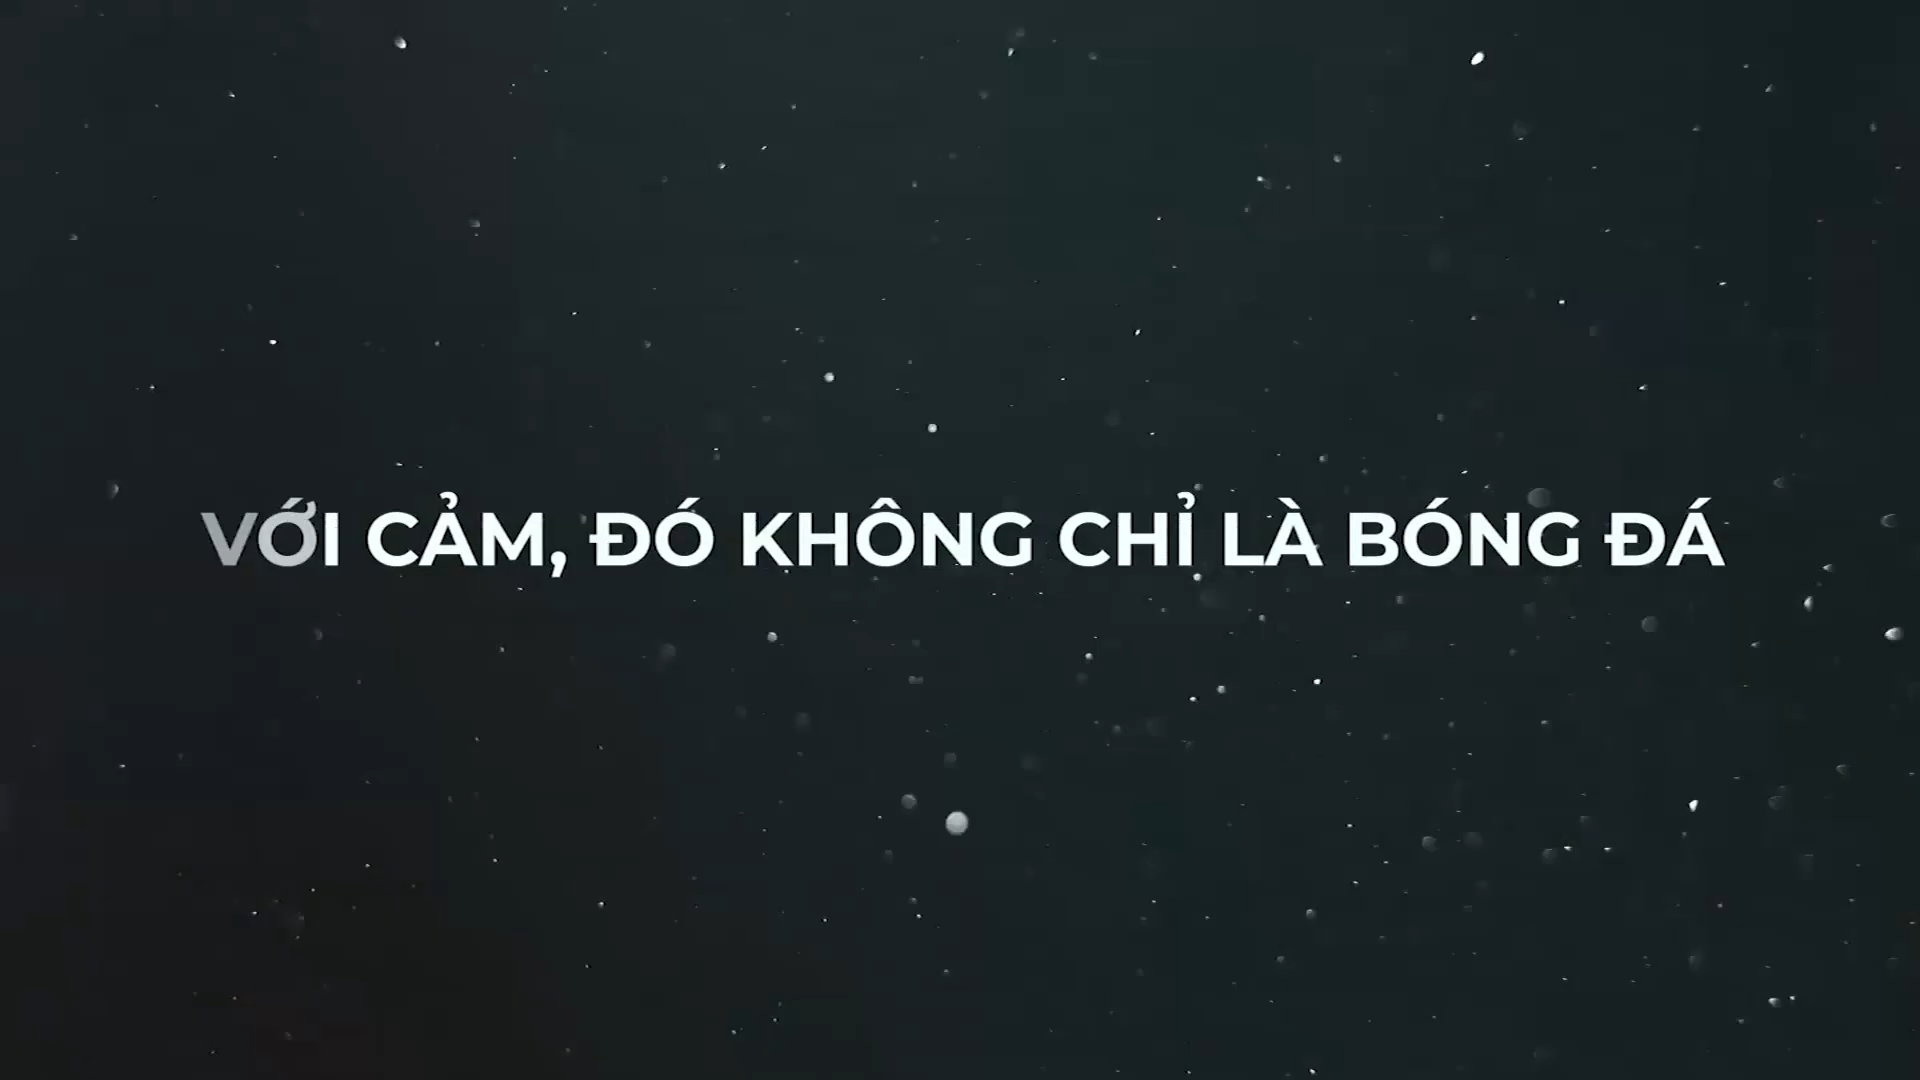 VỚI CẢM, ĐÓ KHÔNG CHỈ LÀ BÓNG ĐÁ